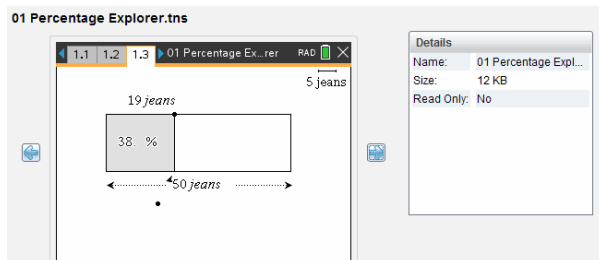 01 Percentage Explorer.tns
1.1 1.2 1.3 01 Percentage Ex...rer RAD
5 jeans
19 jeans
38. %
50 jeans
Details
Name: 01 Percentage Expl...
Size: 12 KB
Read Only: No